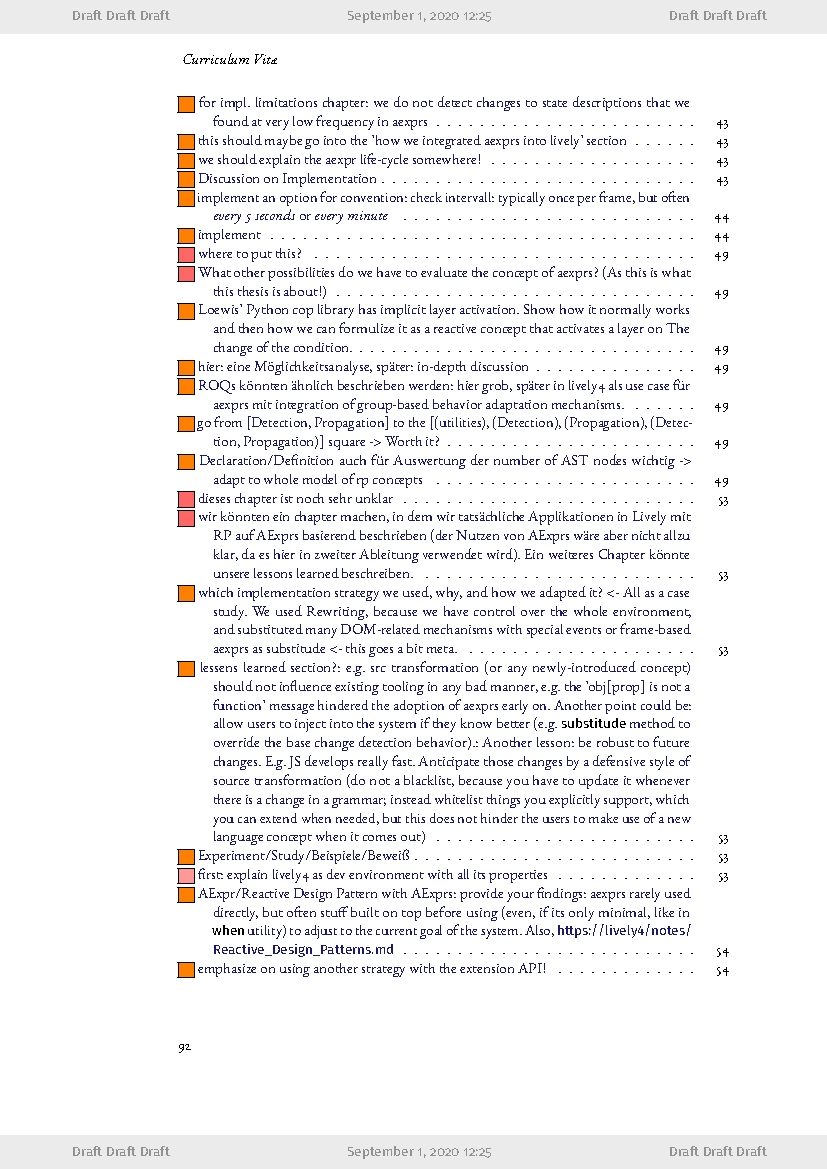 Draft Draft Draft September 1, 2020 12:25 Draft Draft Draft
Curriculum Vitæ
for impl. limitations chapter: we do not detect changes to state descriptions that we
found at very low frequency in aexprs . . . . . . . . . . . . . . . . . . . . . . . . 43
this should maybe go into the 'how we integrated aexprs into lively' section . . . . . . 43
we should explain the aexpr life-cycle somewhere! . . . . . . . . . . . . . . . . . . . 43
Discussion on Implementation . . . . . . . . . . . . . . . . . . . . . . . . . . . . . 43
implement an option for convention: check intervall: typically once per frame, but often
every 5 seconds or every minute . . . . . . . . . . . . . . . . . . . . . . . . . . . 44
implement . . . . . . . . . . . . . . . . . . . . . . . . . . . . . . . . . . . . . . . 44
where to put this? . . . . . . . . . . . . . . . . . . . . . . . . . . . . . . . . . . . 49
What other possibilities do we have to evaluate the concept of aexprs? (As this is what
this thesis is about!) . . . . . . . . . . . . . . . . . . . . . . . . . . . . . . . . . 49
Loewis' Python cop library has implicit layer activation. Show how it normally works
and then how we can formulize it as a reactive concept that activates a layer on The
change of the condition. . . . . . . . . . . . . . . . . . . . . . . . . . . . . . . . 49
hier: eine Möglichkeitsanalyse, später: in-depth discussion . . . . . . . . . . . . . . . 49
ROQs könnten ähnlich beschrieben werden: hier grob, später in lively4 als use case für
aexprs mit integration of group-based behavior adaptation mechanisms. . . . . . . 49
go from [Detection, Propagation] to the [(utilities), (Detection), (Propagation), (Detec-
tion, Propagation)] square -> Worth it? . . . . . . . . . . . . . . . . . . . . . . . 49
Declaration/Definition auch für Auswertung der number of AST nodes wichtig ->
adapt to whole model of rp concepts . . . . . . . . . . . . . . . . . . . . . . . . 49
dieses chapter ist noch sehr unklar . . . . . . . . . . . . . . . . . . . . . . . . . . . 53
wir könnten ein chapter machen, in dem wir tatsächliche Applikationen in Lively mit
RP auf AExprs basierend beschrieben (der Nutzen von AExprs wäre aber nicht allzu
klar, da es hier in zweiter Ableitung verwendet wird). Ein weiteres Chapter könnte
unsere lessons learned beschreiben. . . . . . . . . . . . . . . . . . . . . . . . . . 53
which implementation strategy we used, why, and how we adapted it? <- All as a case
study. We used Rewriting, because we have control over the whole environment,
and substituted many DOM-related mechanisms with special events or frame-based
aexprs as substitude <- this goes a bit meta. . . . . . . . . . . . . . . . . . . . . . 53
lessens learned section?: e.g. src transformation (or any newly-introduced concept)
should not influence existing tooling in any bad manner, e.g. the 'obj[prop] is not a
function' message hindered the adoption of aexprs early on. Another point could be:
allow users to inject into the system if they know better (e.g. substitude method to
override the base change detection behavior).: Another lesson: be robust to future
changes. E.g. JS develops really fast. Anticipate those changes by a defensive style of
source transformation (do not a blacklist, because you have to update it whenever
there is a change in a grammar; instead whitelist things you explicitly support, which
you can extend when needed, but this does not hinder the users to make use of a new
language concept when it comes out) . . . . . . . . . . . . . . . . . . . . . . . . 53
Experiment/Study/Beispiele/Beweiß . . . . . . . . . . . . . . . . . . . . . . . . . . 53
first: explain lively4 as dev environment with all its properties . . . . . . . . . . . . . 53
AExpr/Reactive Design Pattern with AExprs: provide your findings: aexprs rarely used
directly, but often stuff built on top before using (even, if its only minimal, like in
when utility) to adjust to the current goal of the system. Also, https://lively4/notes/
Reactive_Design_Patterns.md . . . . . . . . . . . . . . . . . . . . . . . . . . . 54
emphasize on using another strategy with the extension API! . . . . . . . . . . . . . 54
92
Draft Draft Draft September 1, 2020 12:25 Draft Draft Draft